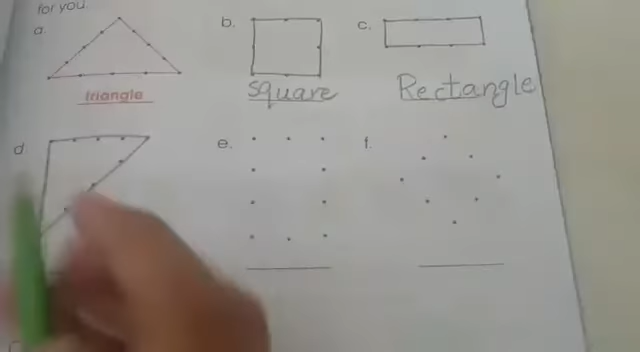 for you.
a.
b.
c.
triangle
square
Rectangle
d
e.
f.